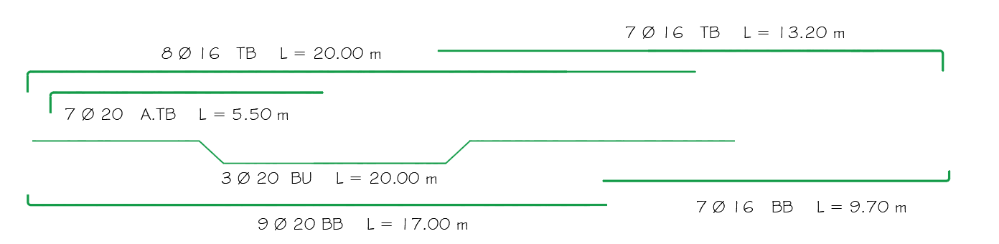 7 Ø 16 TB L = 13.20 m
8 Ø 16 TB L = 20.00 m
7 Ø 20 A.TB L = 5.50 m
3 Ø 20 BU L = 20.00 m
7 Ø 16 BB L = 9.70 m
9 Ø 20 BB L = 17.00 m